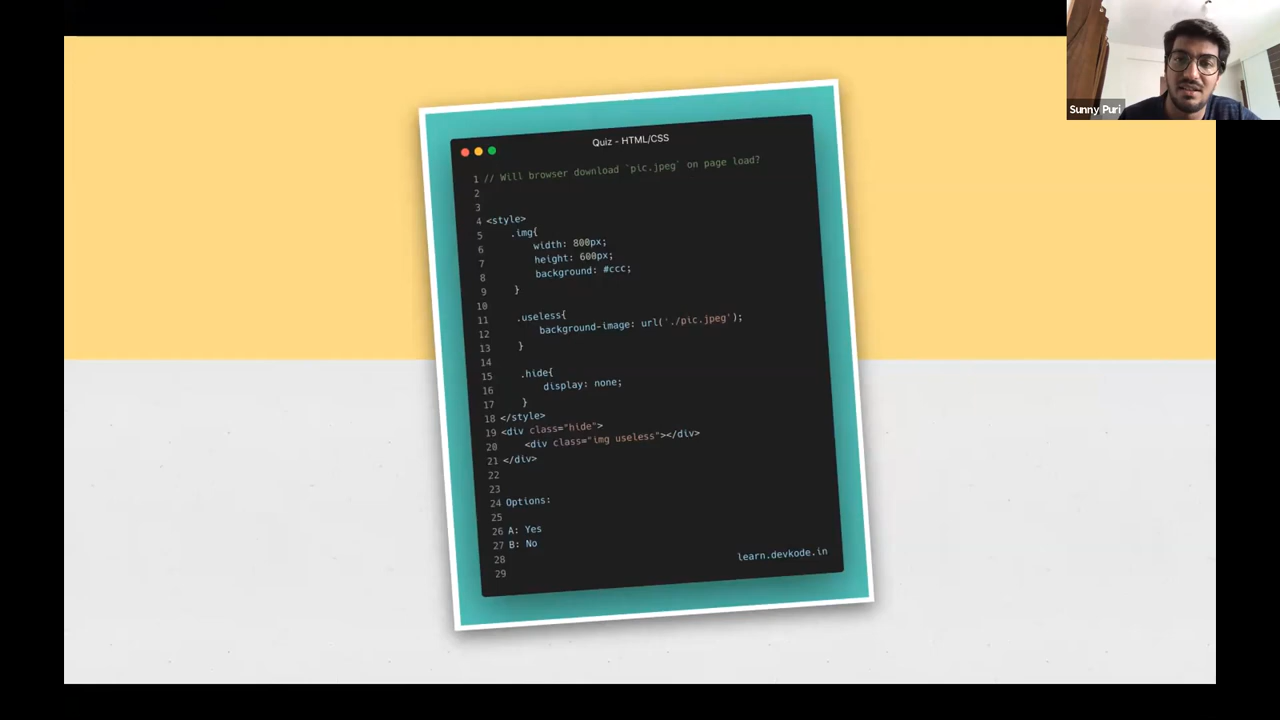 Sunny Puri
Quiz - HTML/CSS
1 // Will browser download `pic.jpeg` on page load?
2
3
4 <style>
5 .img{
6 width: 800px;
7 height: 600px;
8 background: #ccc;
9 }
10
11 .useless{
12 background-image: url('./pic.jpeg');
13 }
14
15 .hide{
16 display: none;
17 }
18 </style>
19 <div class="hide">
20 <div class="img useless"></div>
21 </div>
22
23
24 Options:
25
26 A: Yes
27 B: No
28
29
learn.devkode.in